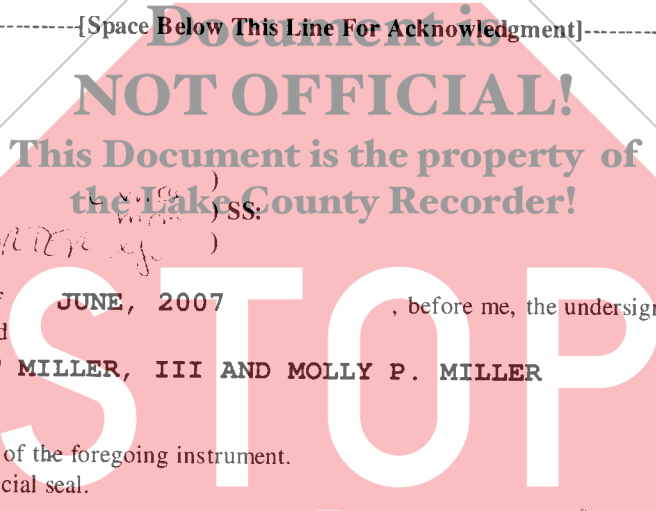 --------[Space Below This Line For Acknowledgment]--------
Document is
NOT OFFICIAL!
This Document is the property of
the Lake County Recorder!
)
) SS:
)
JUNE, 2007 , before me, the undersign
d
MILLER, III AND MOLLY P. MILLER
STOP
of the foregoing instrument.
cial seal.